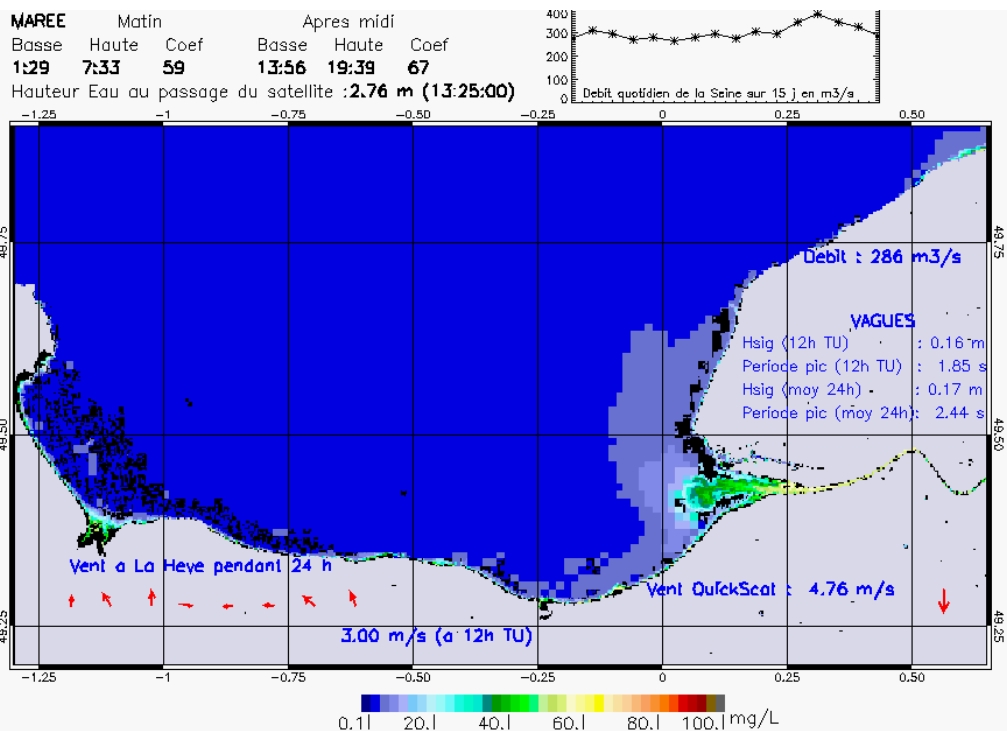 MAREE Matin Apres midi
Basse Haute Coef Basse Haute Coef
1:29 7:33 59 13:56 19:39 67
Hauteur Eau au passage du satellite :2.76 m (13:25:00)
400
300
200
100
0
Debit quotidien de la Seine sur 15 j en m3/s
−1.25 −1 −0.75 −0.50 −0.25 0 0.25 0.50
49.75 49.75
Debit : 286 m3/s
VAGUES
Hsig (12h TU) : 0.16 m
Periode pic (12h TU) : 1.85 s
Hsig (moy 24h) : 0.17 m
Periode pic (moy 24h): 2.44 s
49.50 49.50
Vent a La Heve pendant 24 h
Vent QuickScat : 4.76 m/s
3.00 m/s (a 12h TU)
49.25 49.25
−1.25 −1 −0.75 −0.50 −0.25 0 0.25 0.50
0.1| 20.| 40.| 60.| 80.| 100.| mg/L